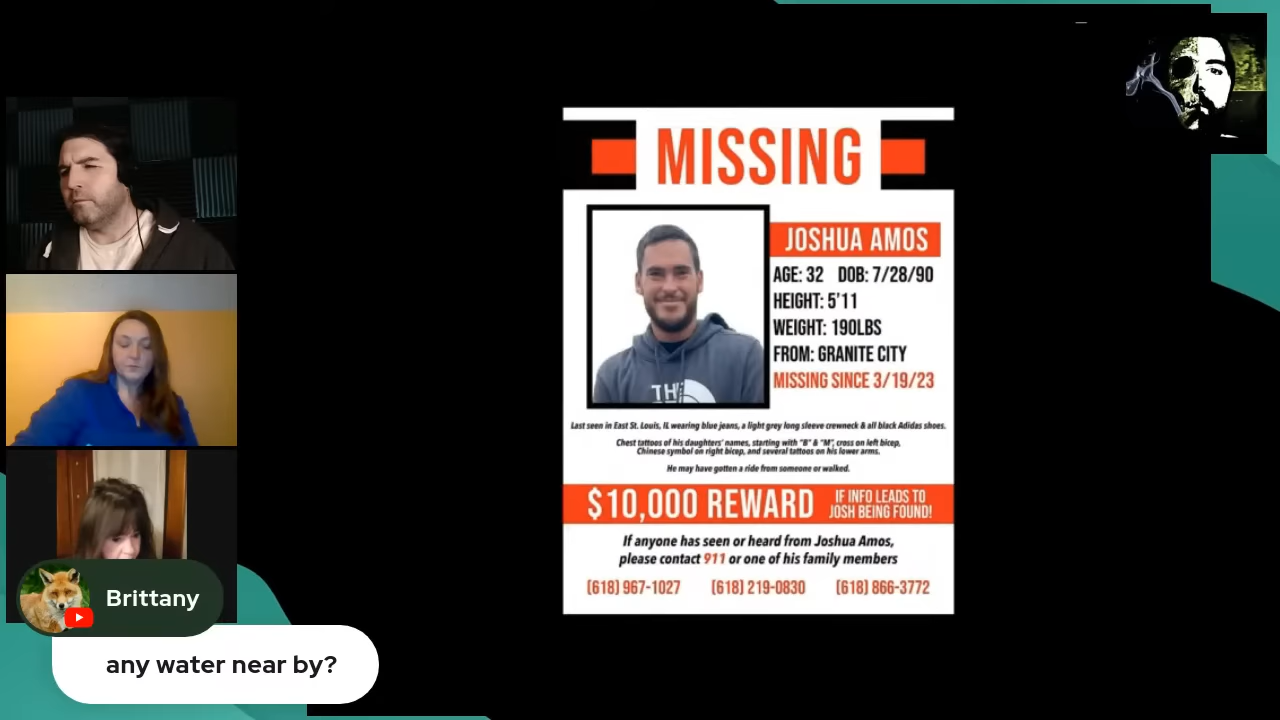 MISSING
JOSHUA AMOS
AGE: 32 DOB: 7/28/90
HEIGHT: 5'11
WEIGHT: 190LBS
FROM: GRANITE CITY
MISSING SINCE 3/19/23
THE
Last seen in East St. Louis, IL wearing blue jeans, a light grey long sleeve crewneck & all black Adidas shoes.
Chest tattoos of his daughters' names, starting with "B" & "M", cross on left bicep,
Chinese symbol on right bicep, and several tattoos on his lower arms.
He may have gotten a ride from someone or walked.
$10,000 REWARD
IF INFO LEADS TO
JOSH BEING FOUND!
If anyone has seen or heard from Joshua Amos,
please contact 911 or one of his family members
(618) 967-1027 (618) 219-0830 (618) 866-3772
Brittany
any water near by?